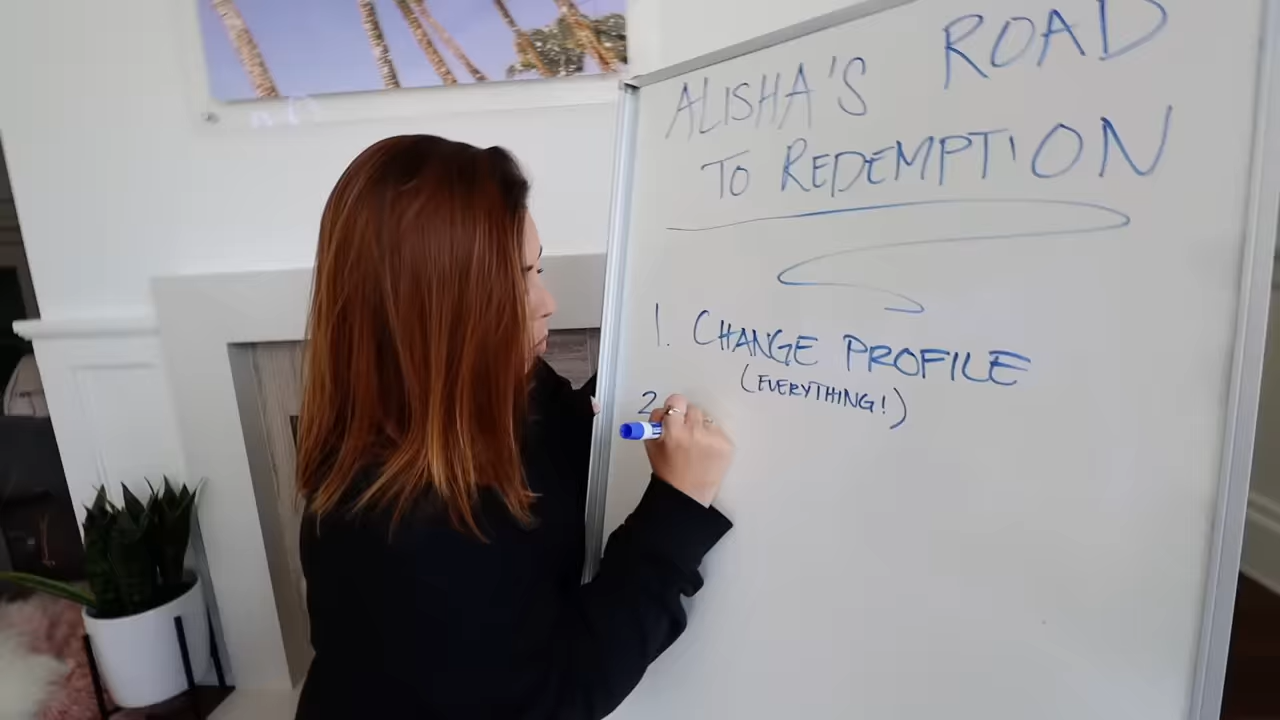 ALISHA'S ROAD
TO REDEMPTION
1. CHANGE PROFILE
(EVERYTHING!)
2